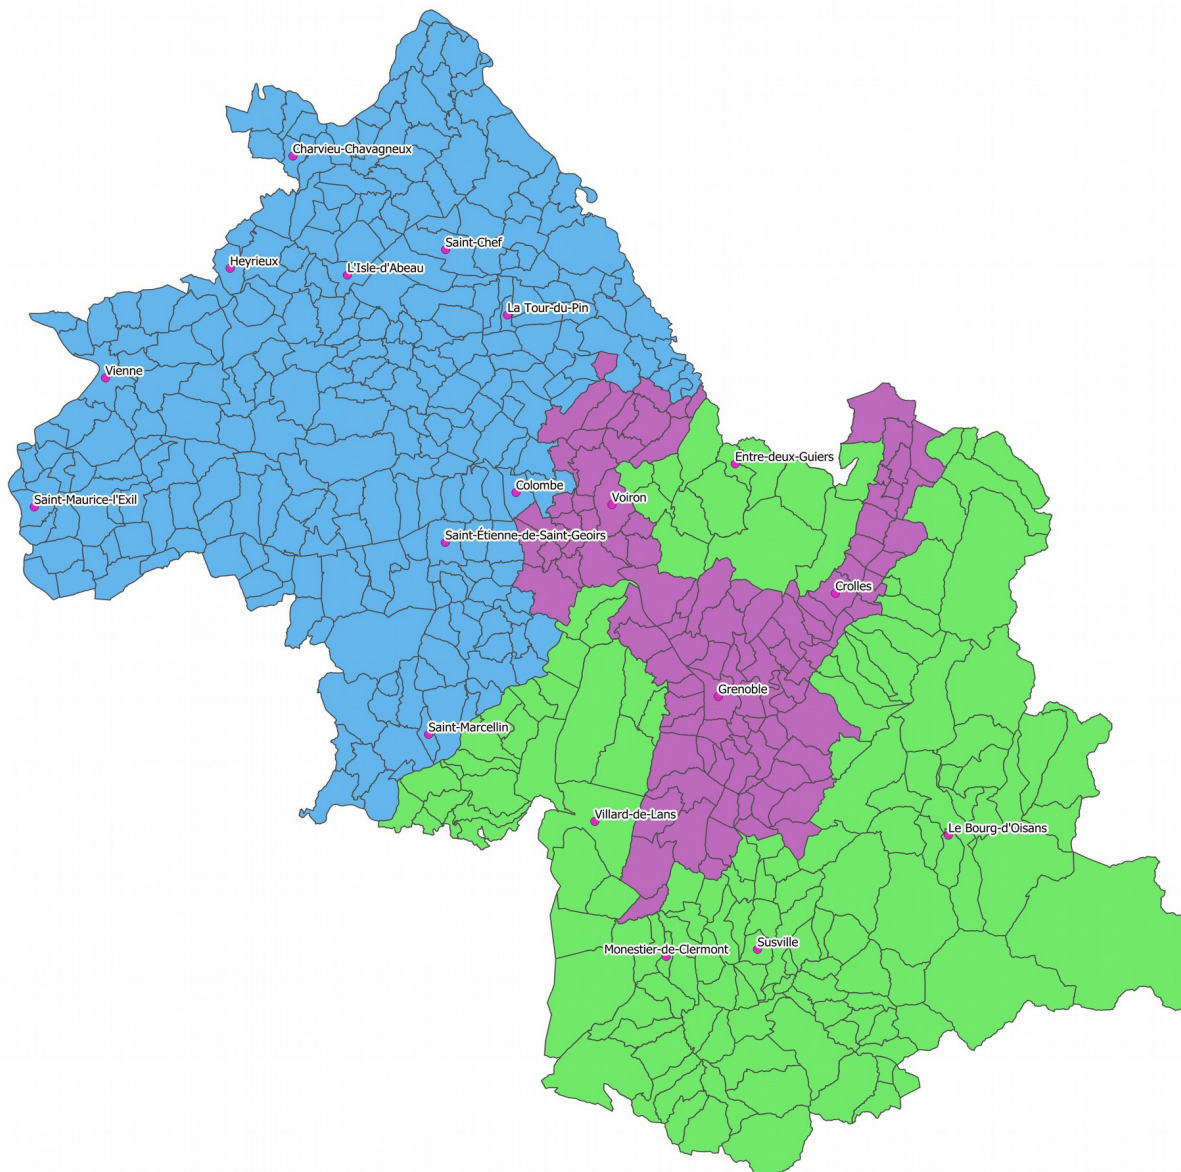 Charvieu-Chavagneux
Saint-Chef
Heyrieux
L'Isle-d'Abeau
La Tour-du-Pin
Vienne
Entre-deux-Guiers
Colombe
Saint-Maurice-l'Exil
Voiron
Saint-Étienne-de-Saint-Geoirs
Crolles
Grenoble
Saint-Marcellin
Villard-de-Lans
Le Bourg-d'Oisans
Susville
Monestier-de-Clermont